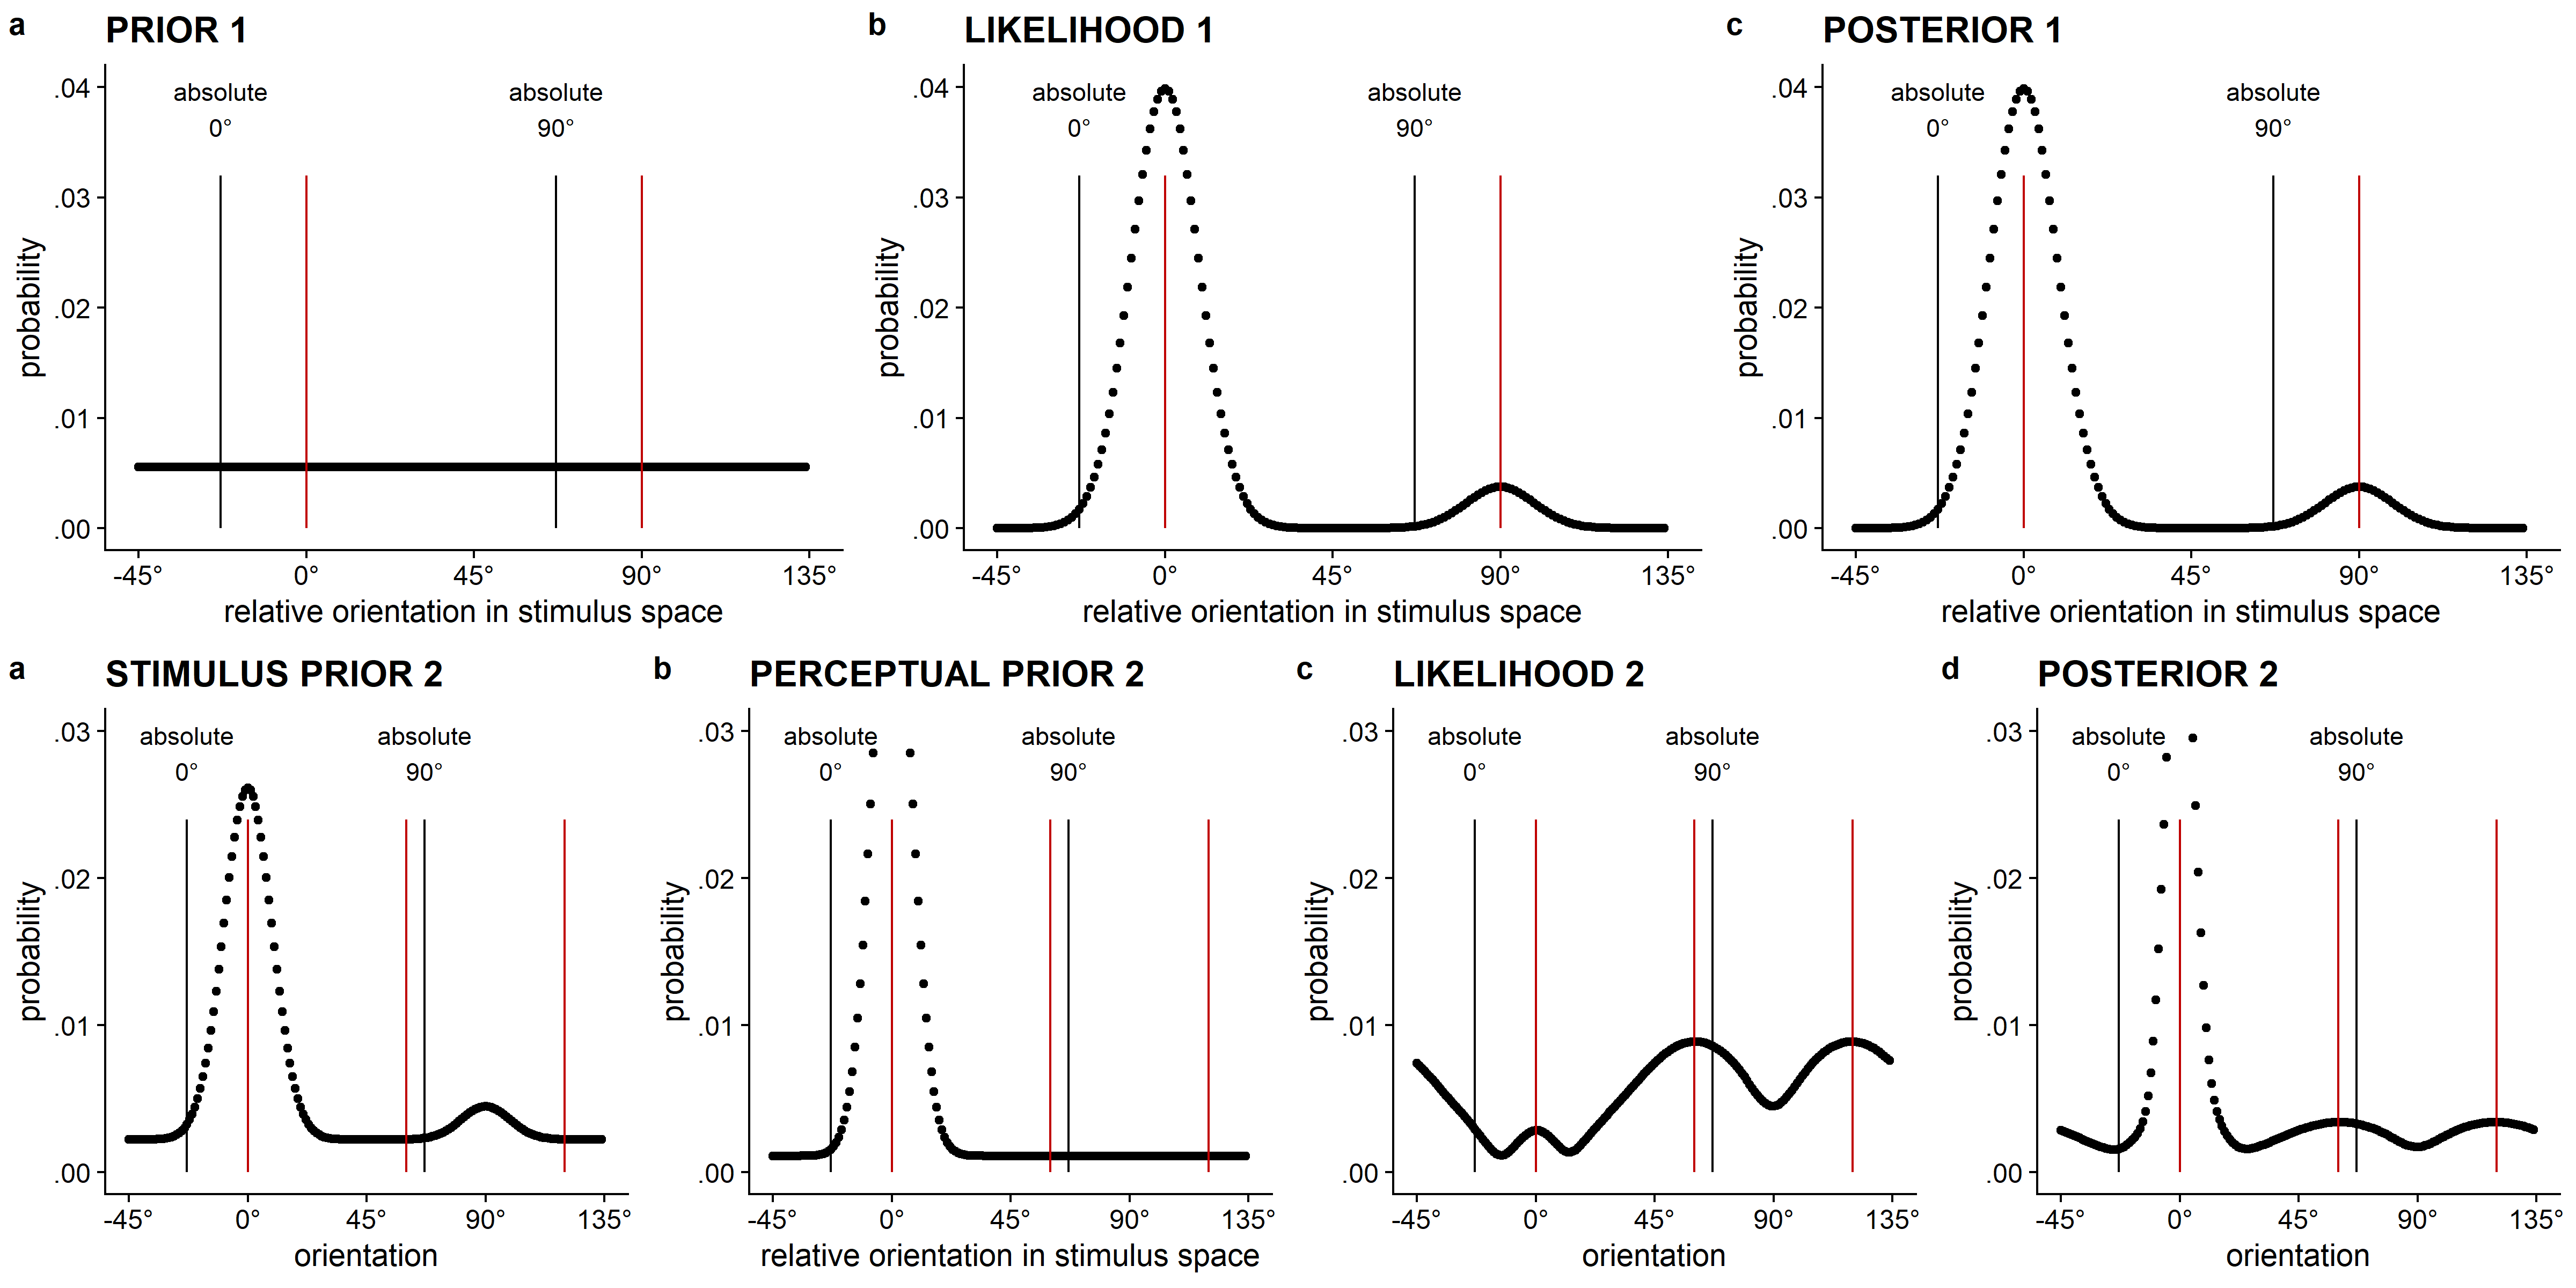 a PRIOR 1
absolute
0°
absolute
90°
.04
.03
.02
.01
.00
probability
-45° 0° 45° 90° 135°
relative orientation in stimulus space
b LIKELIHOOD 1
absolute
0°
absolute
90°
.04
.03
.02
.01
.00
probability
-45° 0° 45° 90° 135°
relative orientation in stimulus space
c POSTERIOR 1
absolute
0°
absolute
90°
.04
.03
.02
.01
.00
probability
-45° 0° 45° 90° 135°
relative orientation in stimulus space
a STIMULUS PRIOR 2
absolute
0°
absolute
90°
.03
.02
.01
.00
probability
-45° 0° 45° 90° 135°
orientation
b PERCEPTUAL PRIOR 2
absolute
0°
absolute
90°
.03
.02
.01
.00
probability
-45° 0° 45° 90° 135°
relative orientation in stimulus space
c LIKELIHOOD 2
absolute
0°
absolute
90°
.03
.02
.01
.00
probability
-45° 0° 45° 90° 135°
orientation
d POSTERIOR 2
absolute
0°
absolute
90°
.03
.02
.01
.00
probability
-45° 0° 45° 90° 135°
orientation